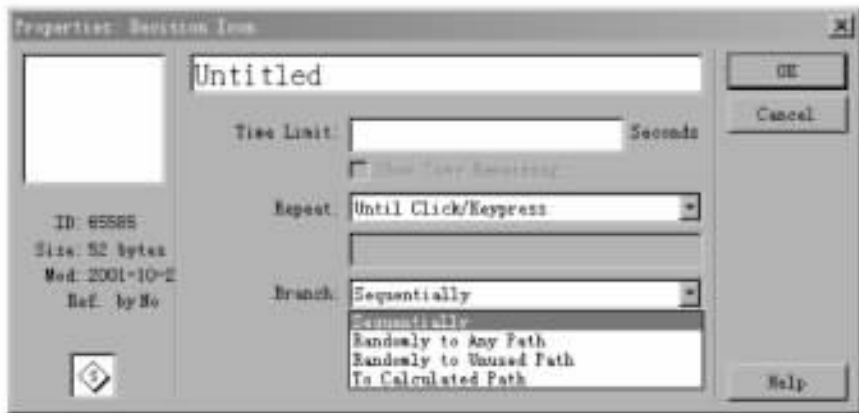 Properties: Decision Icon
Untitled
OK
Cancel
Time Limit: Seconds
Show Time Remaining
Repeat: Until Click/Keypress
ID: 65585
Size: 52 bytes
Mod: 2001-10-2
Ref. by No
Branch: Sequentially
Sequentially
Randomly to Any Path
Randomly to Unused Path
To Calculated Path
S
Help